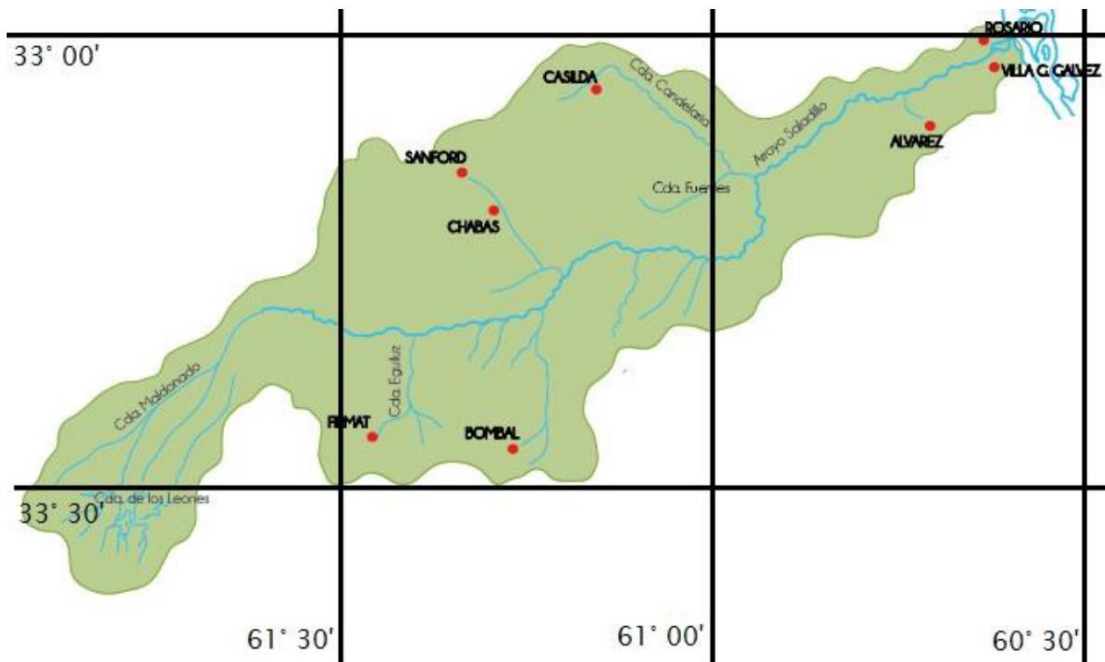 ROSARIO
33° 00'
VILLA G. GALVEZ
CASILDA
Cda. Candelaria
Arroyo Saladillo
ALVAREZ
SANFORD
Cda. Fuentes
CHABAS
Cda. Maldonado
Cda. Eguiluz
FIRMAT
BOMBAL
Cda. de los Leones
33° 30'
61° 30'
61° 00'
60° 30'